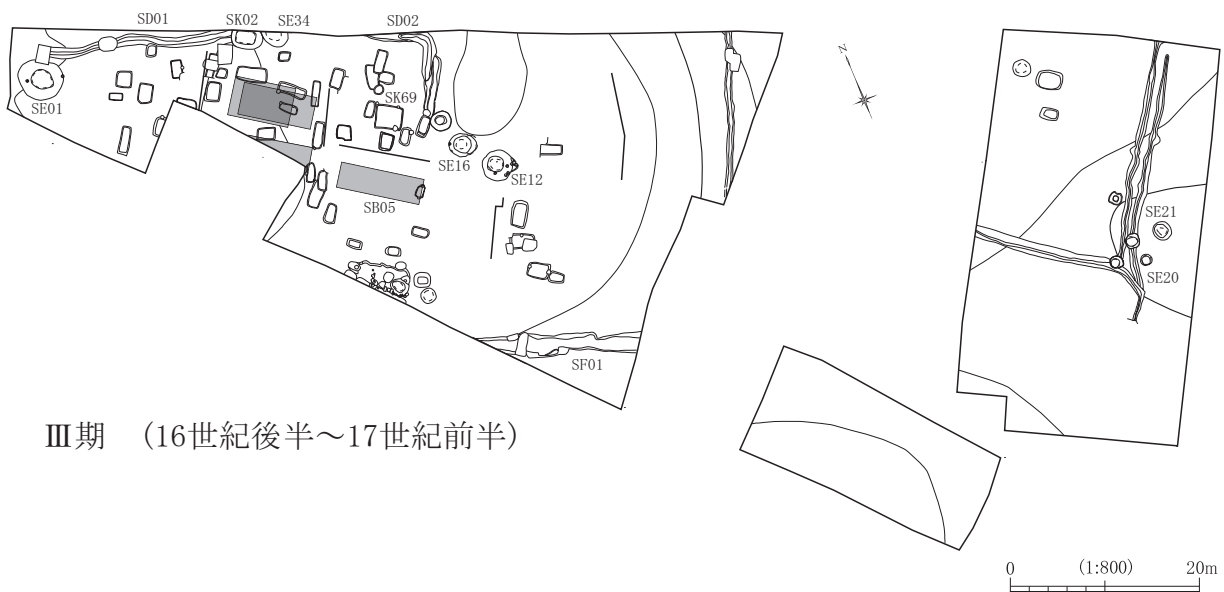 SD01
SK02
SE34
SD02
SE01
SK69
SE16
SE12
SB05
SF01
N
SE21
SE20
Ⅲ期 （16世紀後半～17世紀前半）
0 (1:800) 20m